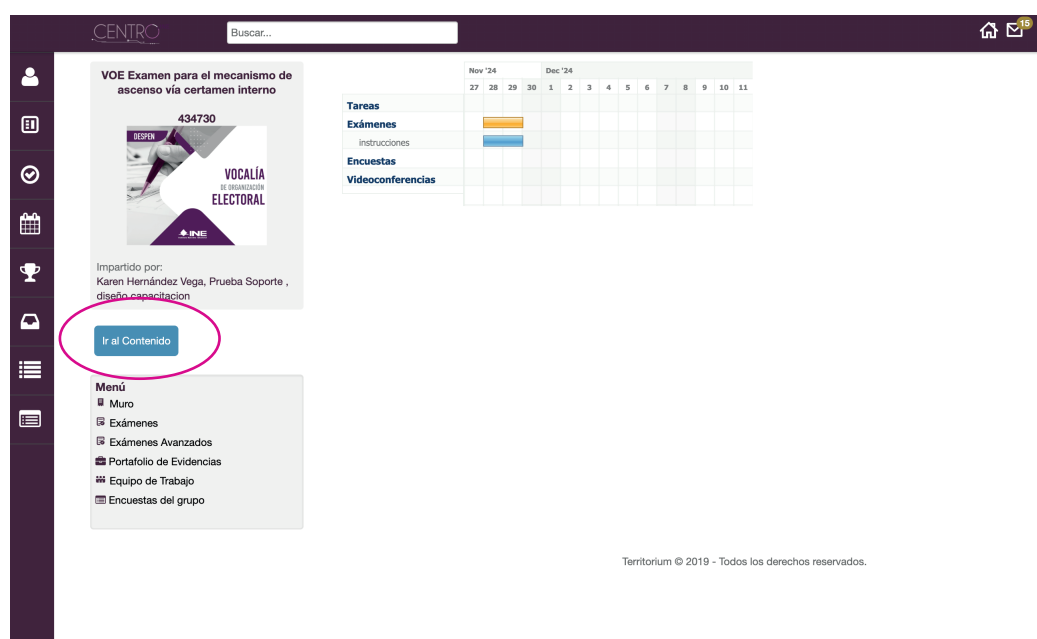 CENTRO
Buscar...
15
VOE Examen para el mecanismo de
ascenso vía certamen interno
434730
DESPEN
VOCALÍA
DE ORGANIZACIÓN
ELECTORAL
INE
Impartido por:
Karen Hernández Vega, Prueba Soporte ,
diseño capacitacion
Ir al Contenido
Menú
Muro
Exámenes
Exámenes Avanzados
Portafolio de Evidencias
Equipo de Trabajo
Encuestas del grupo
Nov '24 Dec '24
27 28 29 30 1 2 3 4 5 6 7 8 9 10 11
Tareas
Exámenes
instrucciones
Encuestas
Videoconferencias
Territorium © 2019 - Todos los derechos reservados.